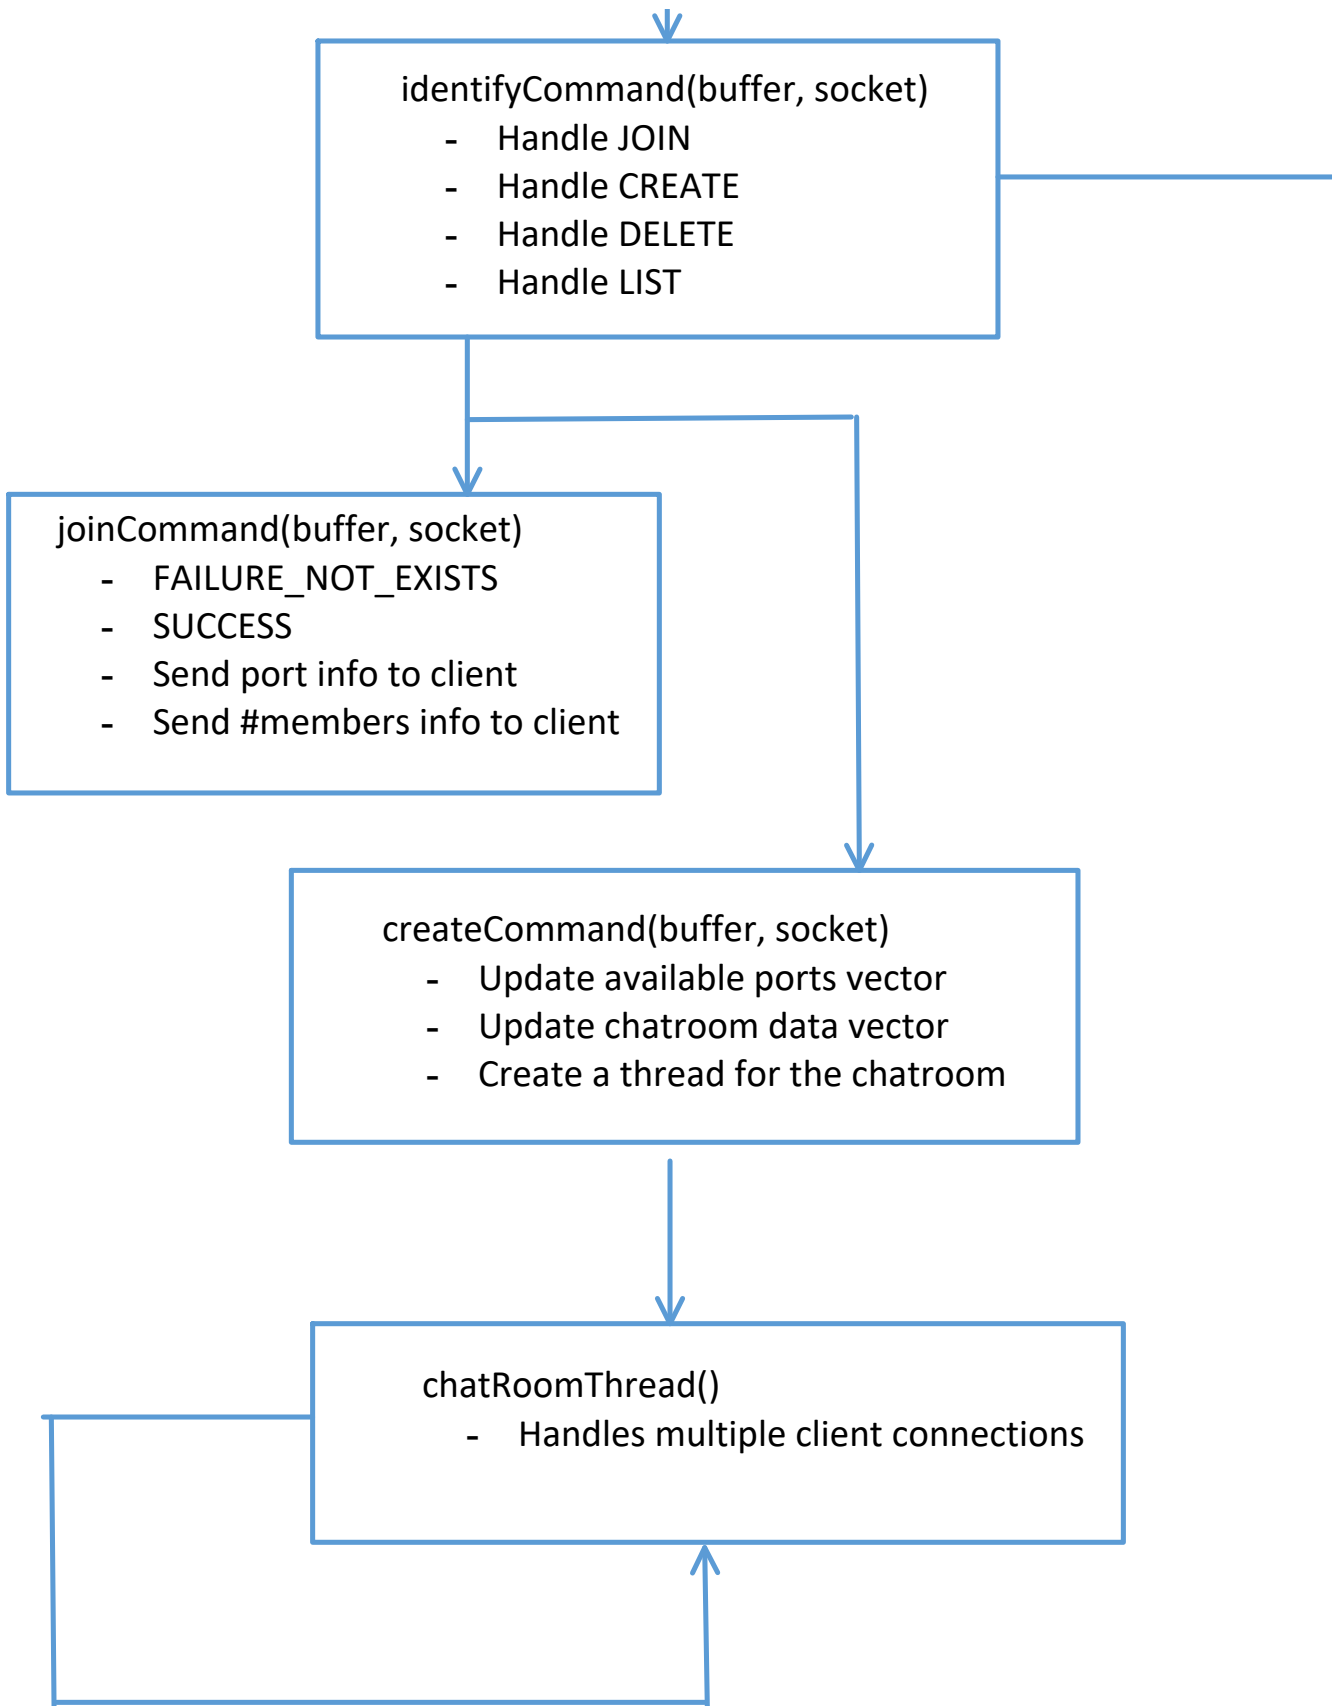 identifyCommand(buffer, socket)
- Handle JOIN
- Handle CREATE
- Handle DELETE
- Handle LIST
joinCommand(buffer, socket)
- FAILURE_NOT_EXISTS
- SUCCESS
- Send port info to client
- Send #members info to client
createCommand(buffer, socket)
- Update available ports vector
- Update chatroom data vector
- Create a thread for the chatroom
chatRoomThread()
- Handles multiple client connections